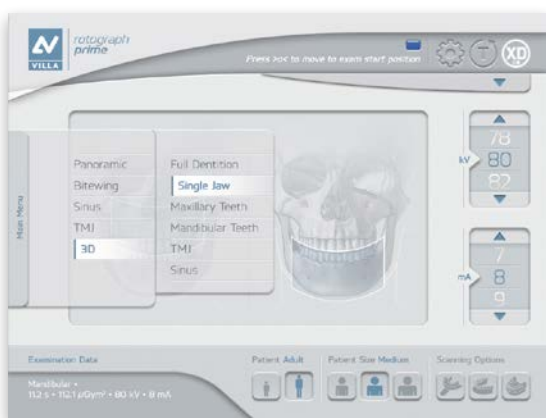 rotograph
prime
VILLA
Press >o< to move to exam start position
T
XD
Main Menu
Panoramic
Bitewing
Sinus
TMJ
3D
Full Dentition
Single Jaw
Maxillary Teeth
Mandibular Teeth
TMJ
Sinus
kV
78
80
82
mA
7
8
9
Examination Data
Mandibular •
11.2 s • 112.1 µGym² • 80 kV • 8 mA
Patient Adult
Patient Size Medium
Scanning Options